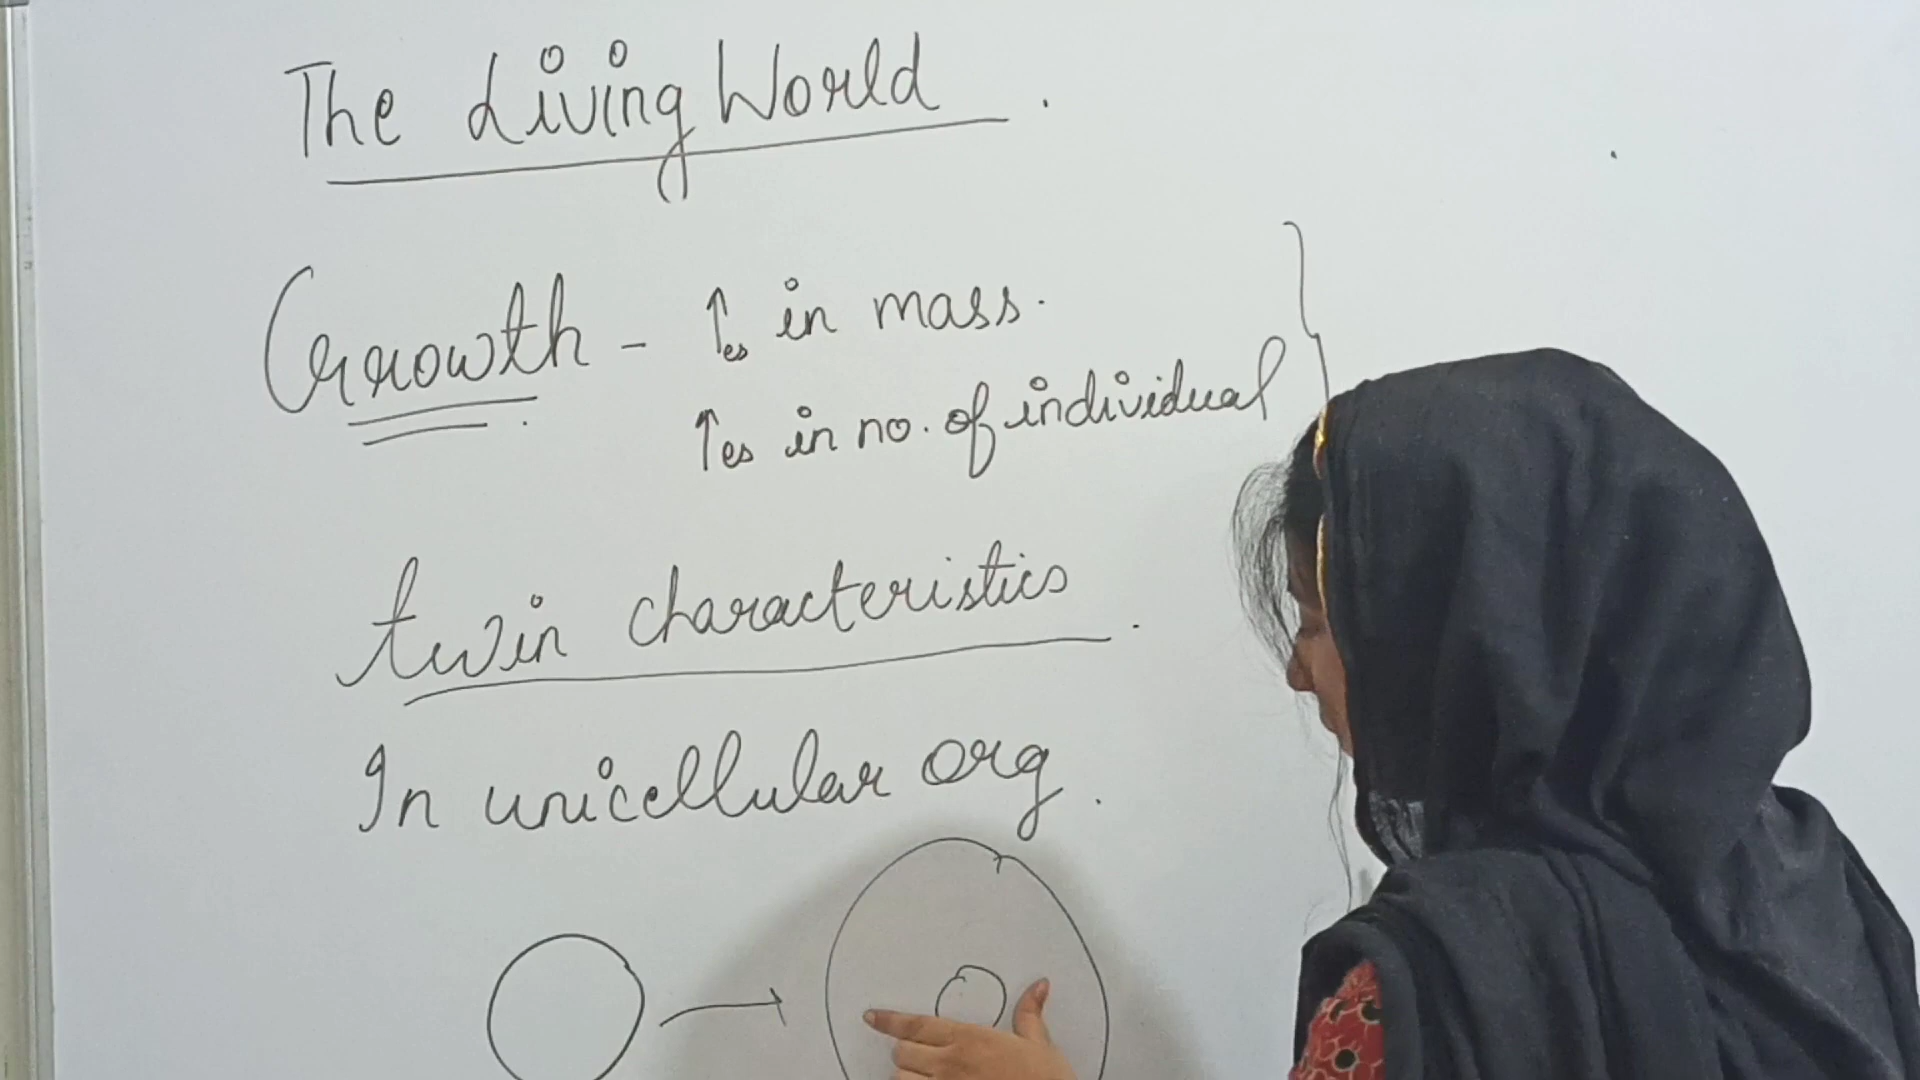 The Living World.
Growth - ↑es in mass.
↑es in no. of individual
twin characteristics.
In unicellular org.